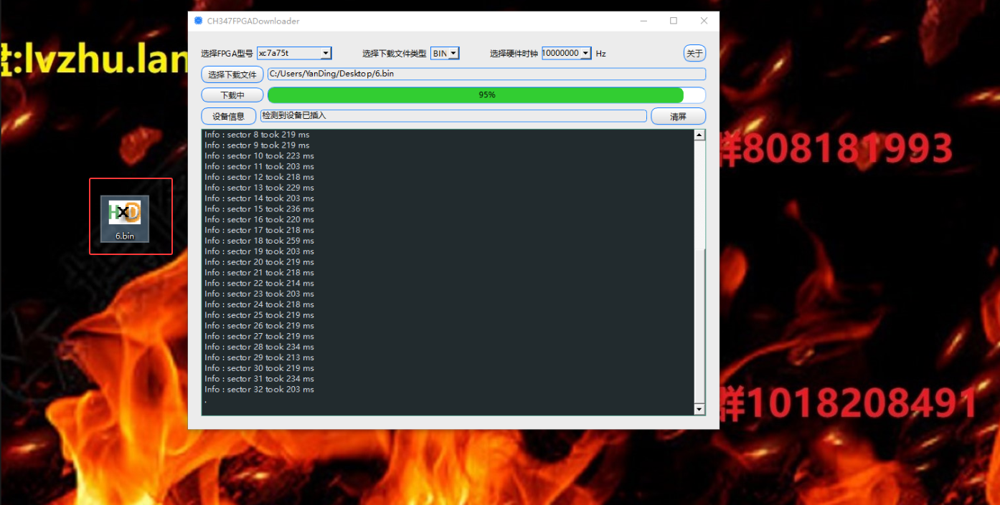 CH347FPGADownloader
选择FPGA型号 xc7a75t 选择下载文件类型 BIN 选择硬件时钟 10000000 Hz 关于
选择下载文件 C:/Users/YanDing/Desktop/6.bin
下载中 95%
设备信息 检测到设备已插入 清屏
Info : sector 8 took 219 ms
Info : sector 9 took 219 ms
Info : sector 10 took 223 ms
Info : sector 11 took 203 ms
Info : sector 12 took 218 ms
Info : sector 13 took 229 ms
Info : sector 14 took 203 ms
Info : sector 15 took 236 ms
Info : sector 16 took 220 ms
Info : sector 17 took 218 ms
Info : sector 18 took 259 ms
Info : sector 19 took 203 ms
Info : sector 20 took 219 ms
Info : sector 21 took 218 ms
Info : sector 22 took 214 ms
Info : sector 23 took 203 ms
Info : sector 24 took 218 ms
Info : sector 25 took 219 ms
Info : sector 26 took 219 ms
Info : sector 27 took 219 ms
Info : sector 28 took 234 ms
Info : sector 29 took 213 ms
Info : sector 30 took 219 ms
Info : sector 31 took 234 ms
Info : sector 32 took 203 ms
.
:lvzhu.lan
HxD
6.bin
群808181993
群1018208491